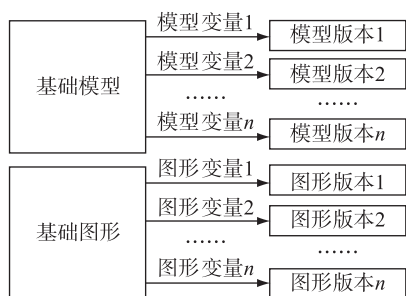 模型变量1
模型版本1
模型变量2
模型版本2
基础模型
……
……
模型变量n
模型版本n
图形变量1
图形版本1
图形变量2
图形版本2
基础图形
……
……
图形变量n
图形版本n